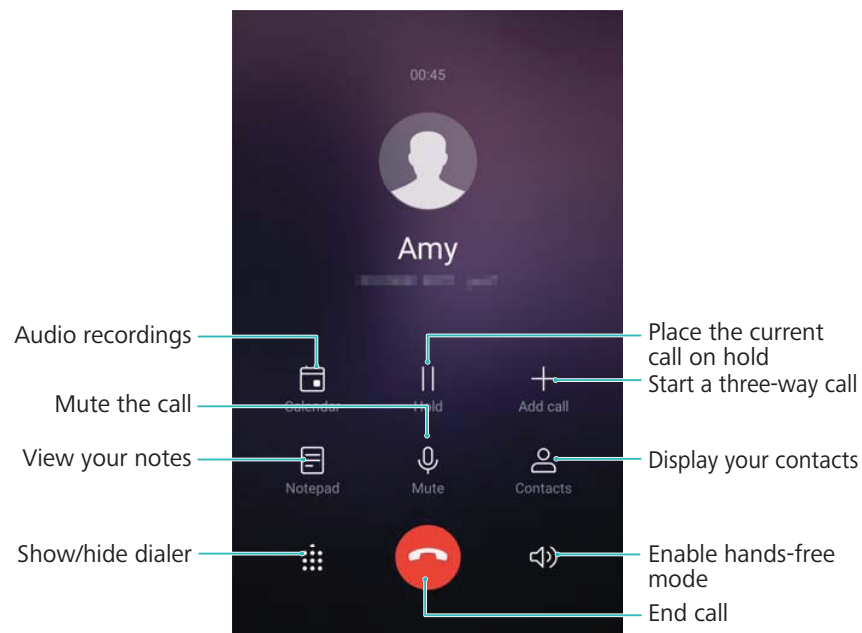 00:45
Amy
Audio recordings
Place the current
call on hold
Start a three-way call
Calendar
Hold
Add call
Mute the call
View your notes
Display your contacts
Notepad
Mute
Contacts
Show/hide dialer
Enable hands-free
mode
End call